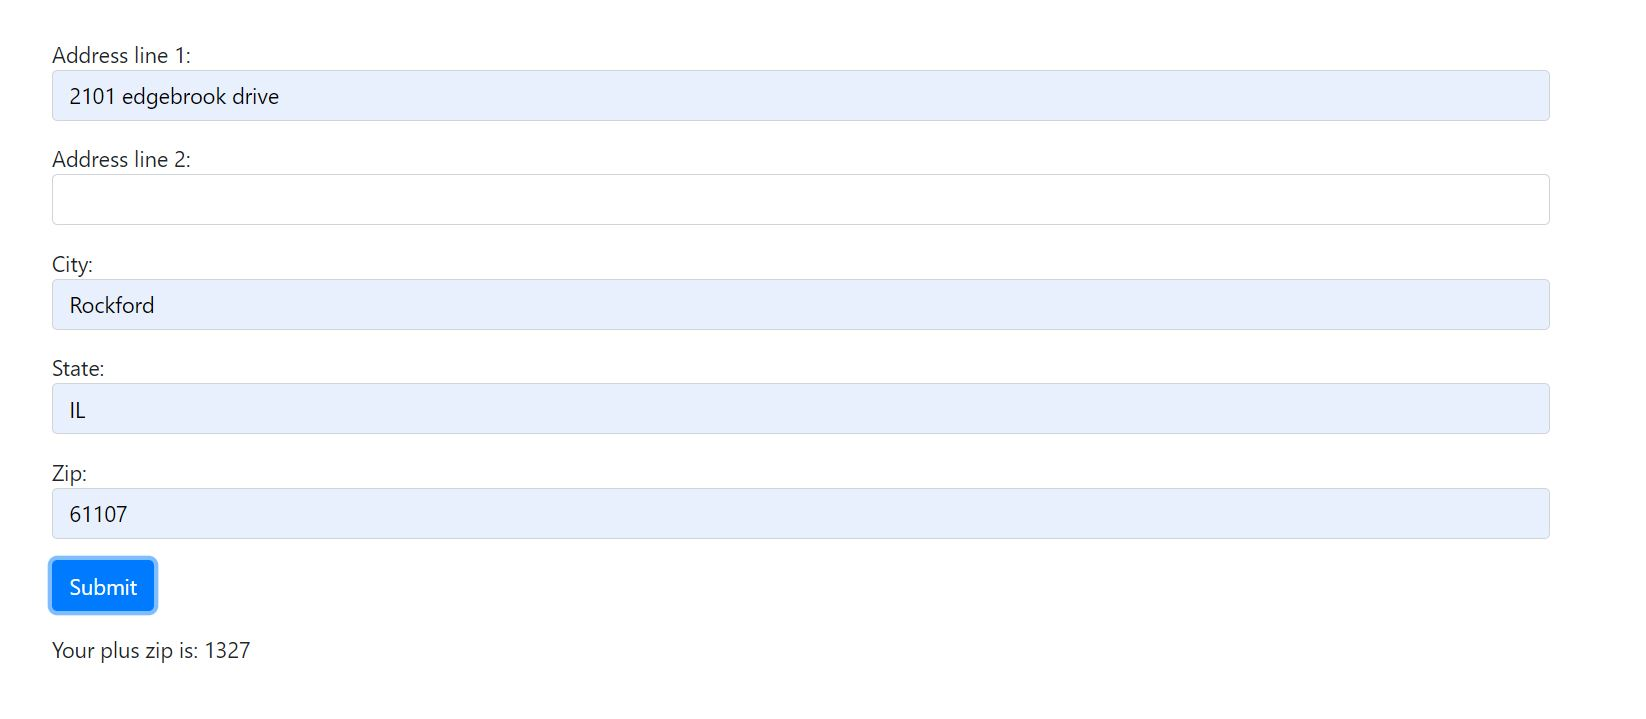 Address line 1:
2101 edgebrook drive
Address line 2:
City:
Rockford
State:
IL
Zip:
61107
Submit
Your plus zip is: 1327